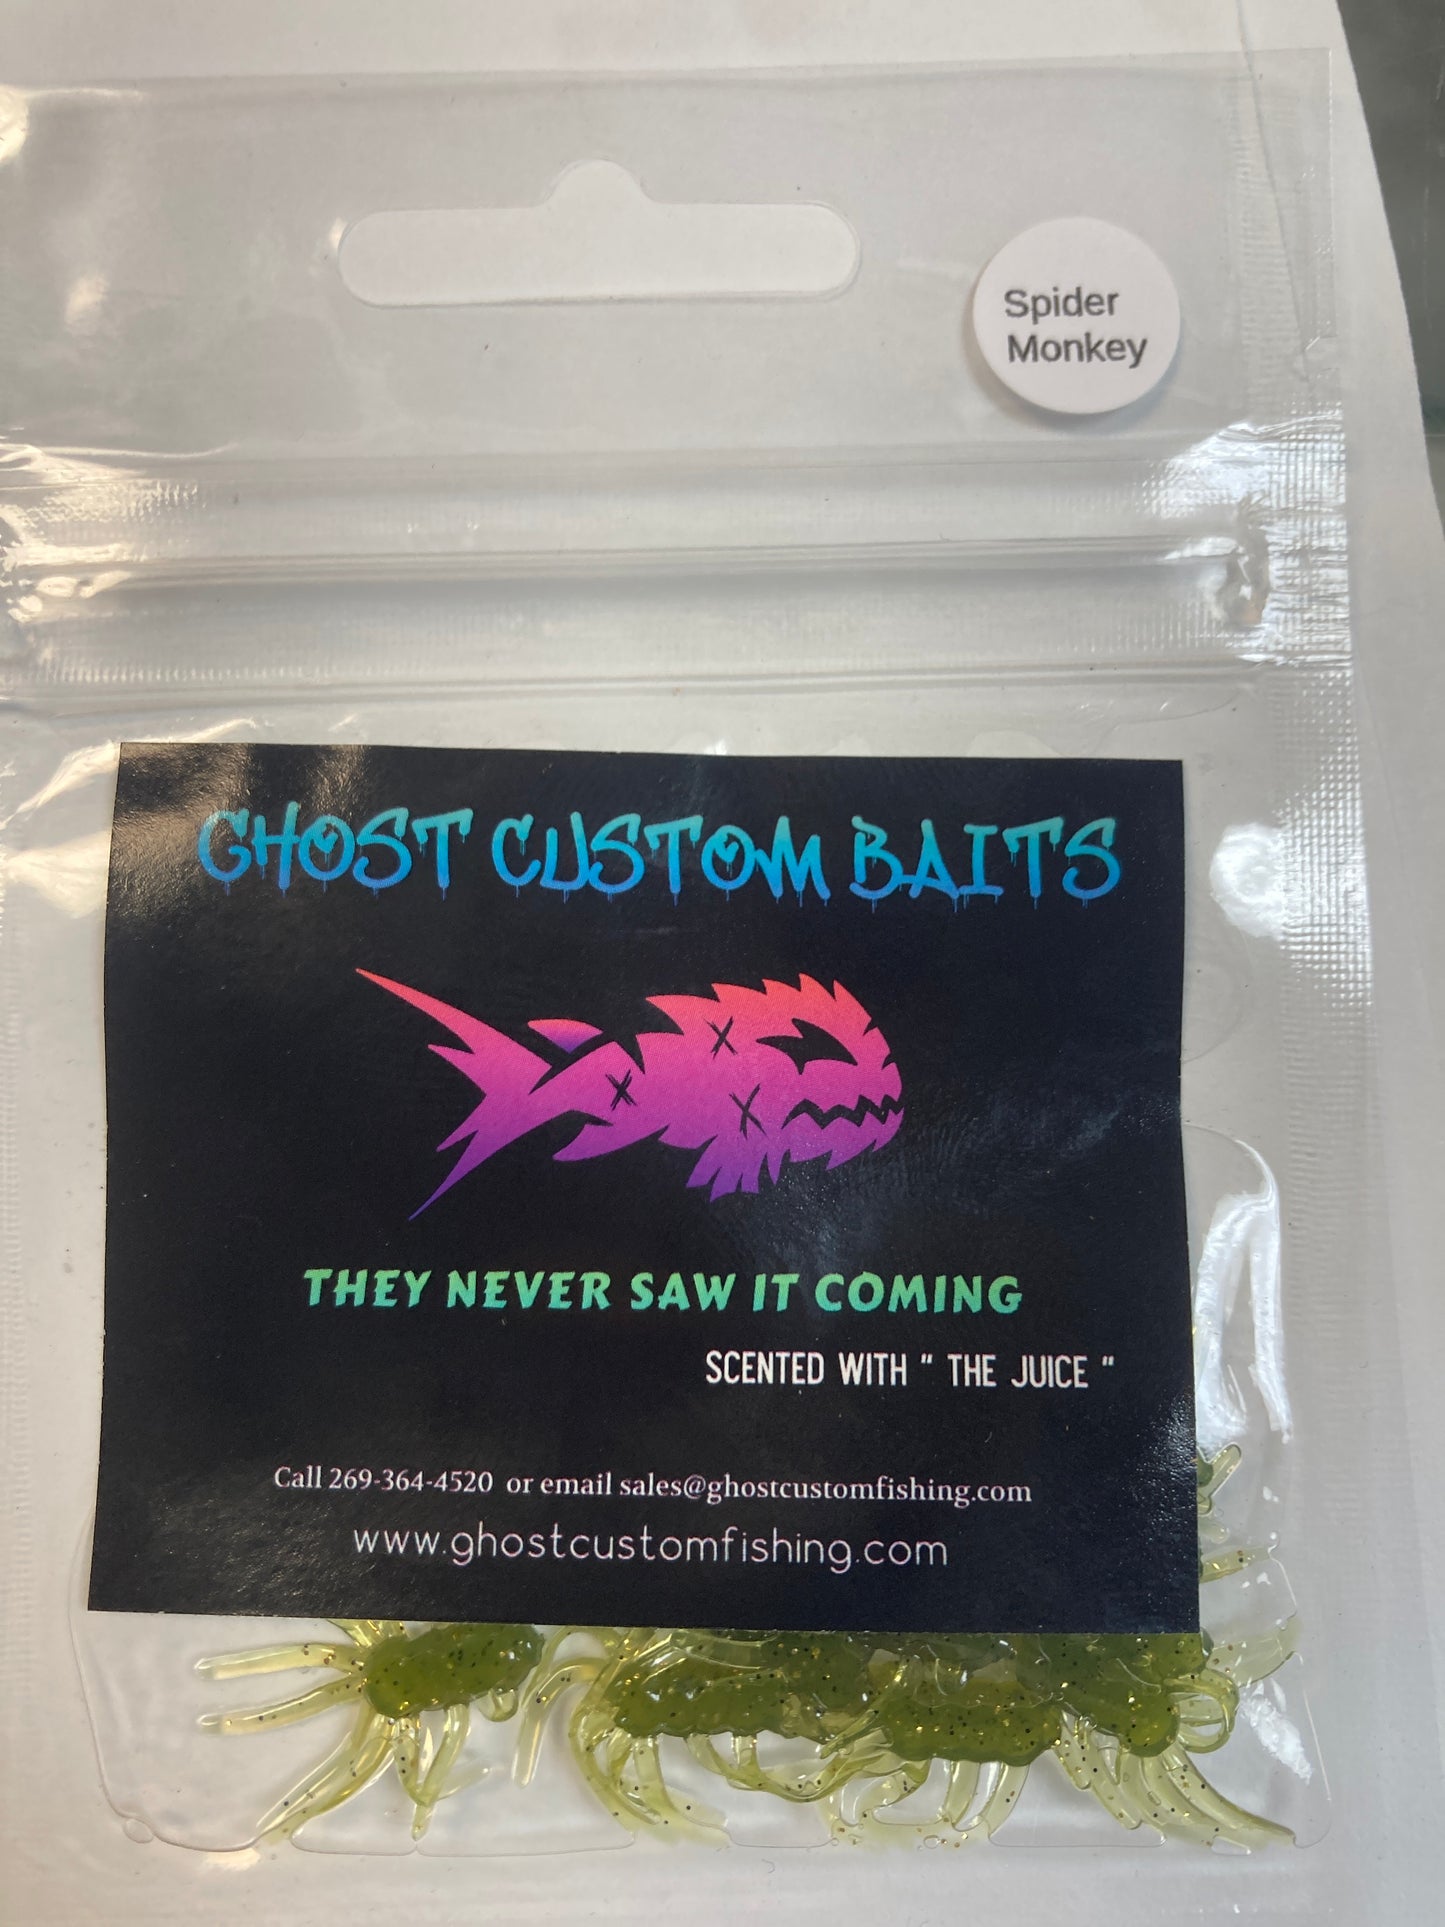 Spider
Monkey
GHOST CUSTOM BAITS
THEY NEVER SAW IT COMING
SCENTED WITH " THE JUICE "
Call 269-364-4520 or email sales@ghostcustomfishing.com
www.ghostcustomfishing.com